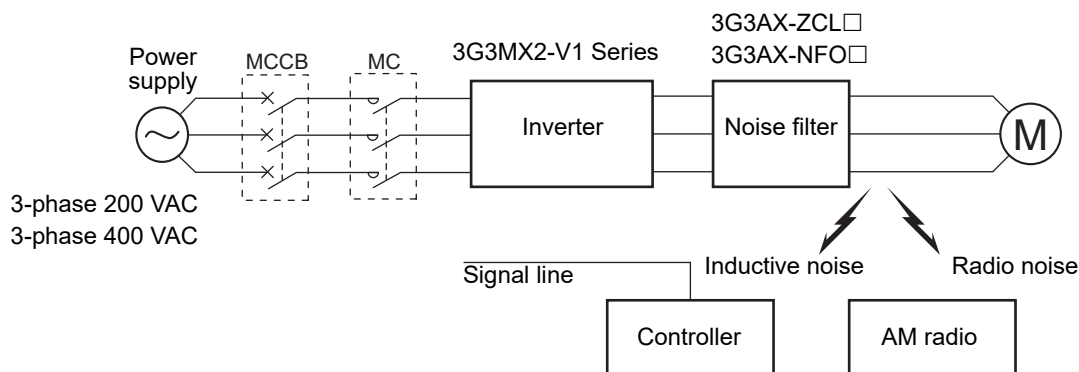 3G3AX-ZCL□
3G3AX-NFO□
3G3MX2-V1 Series
Power
supply
MCCB
MC
Inverter
Noise filter
M
3-phase 200 VAC
3-phase 400 VAC
Signal line
Inductive noise
Radio noise
Controller
AM radio